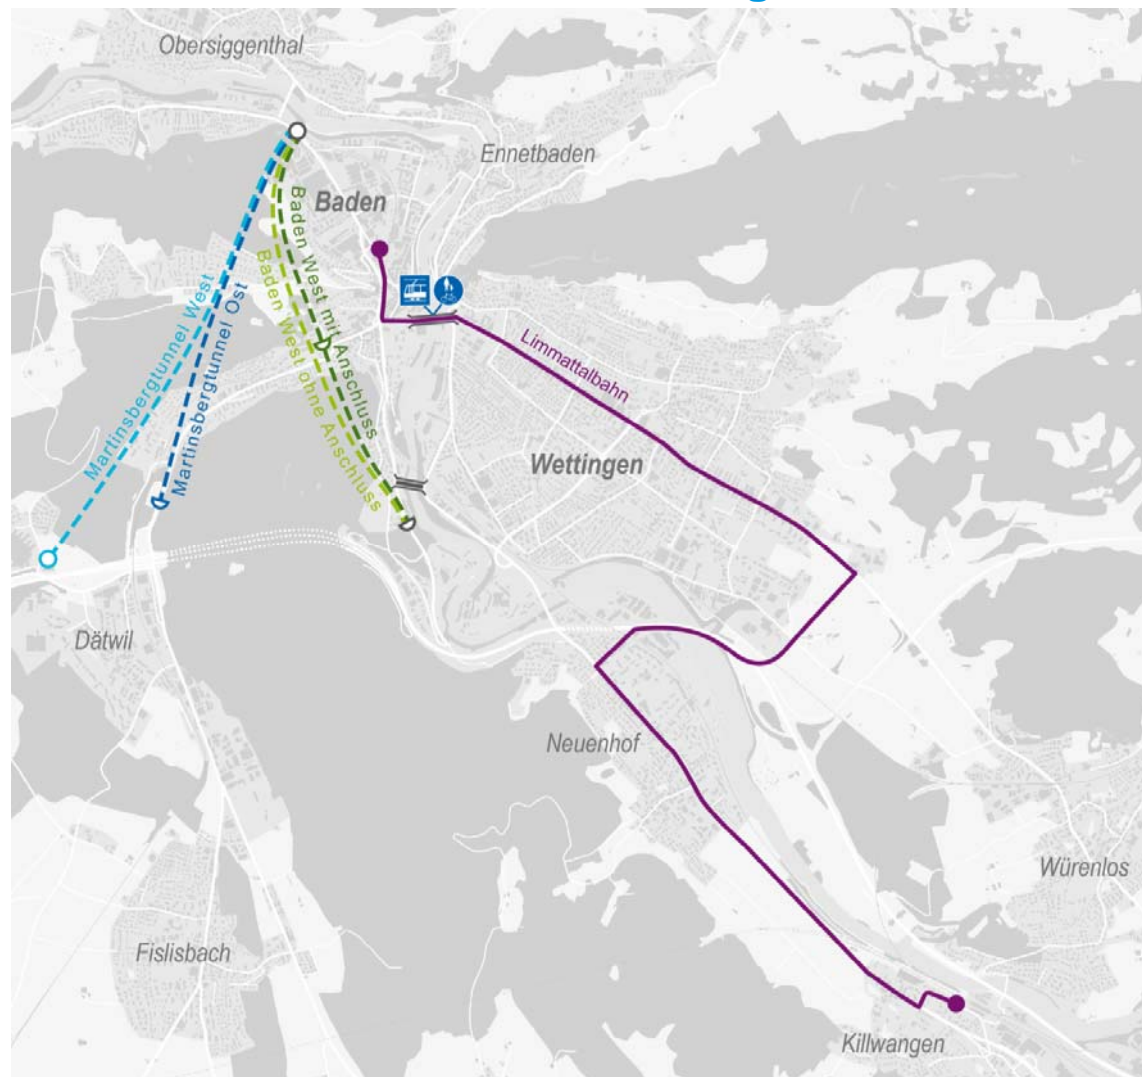 Obersiggenthal
Ennetbaden
Baden
Baden West mit Anschluss
Baden West ohne Anschluss
Martinsbergtunnel West
Martinsbergtunnel Ost
Limmattalbahn
Wettingen
Dätwil
Neuenhof
Würenlos
Fislisbach
Killwangen